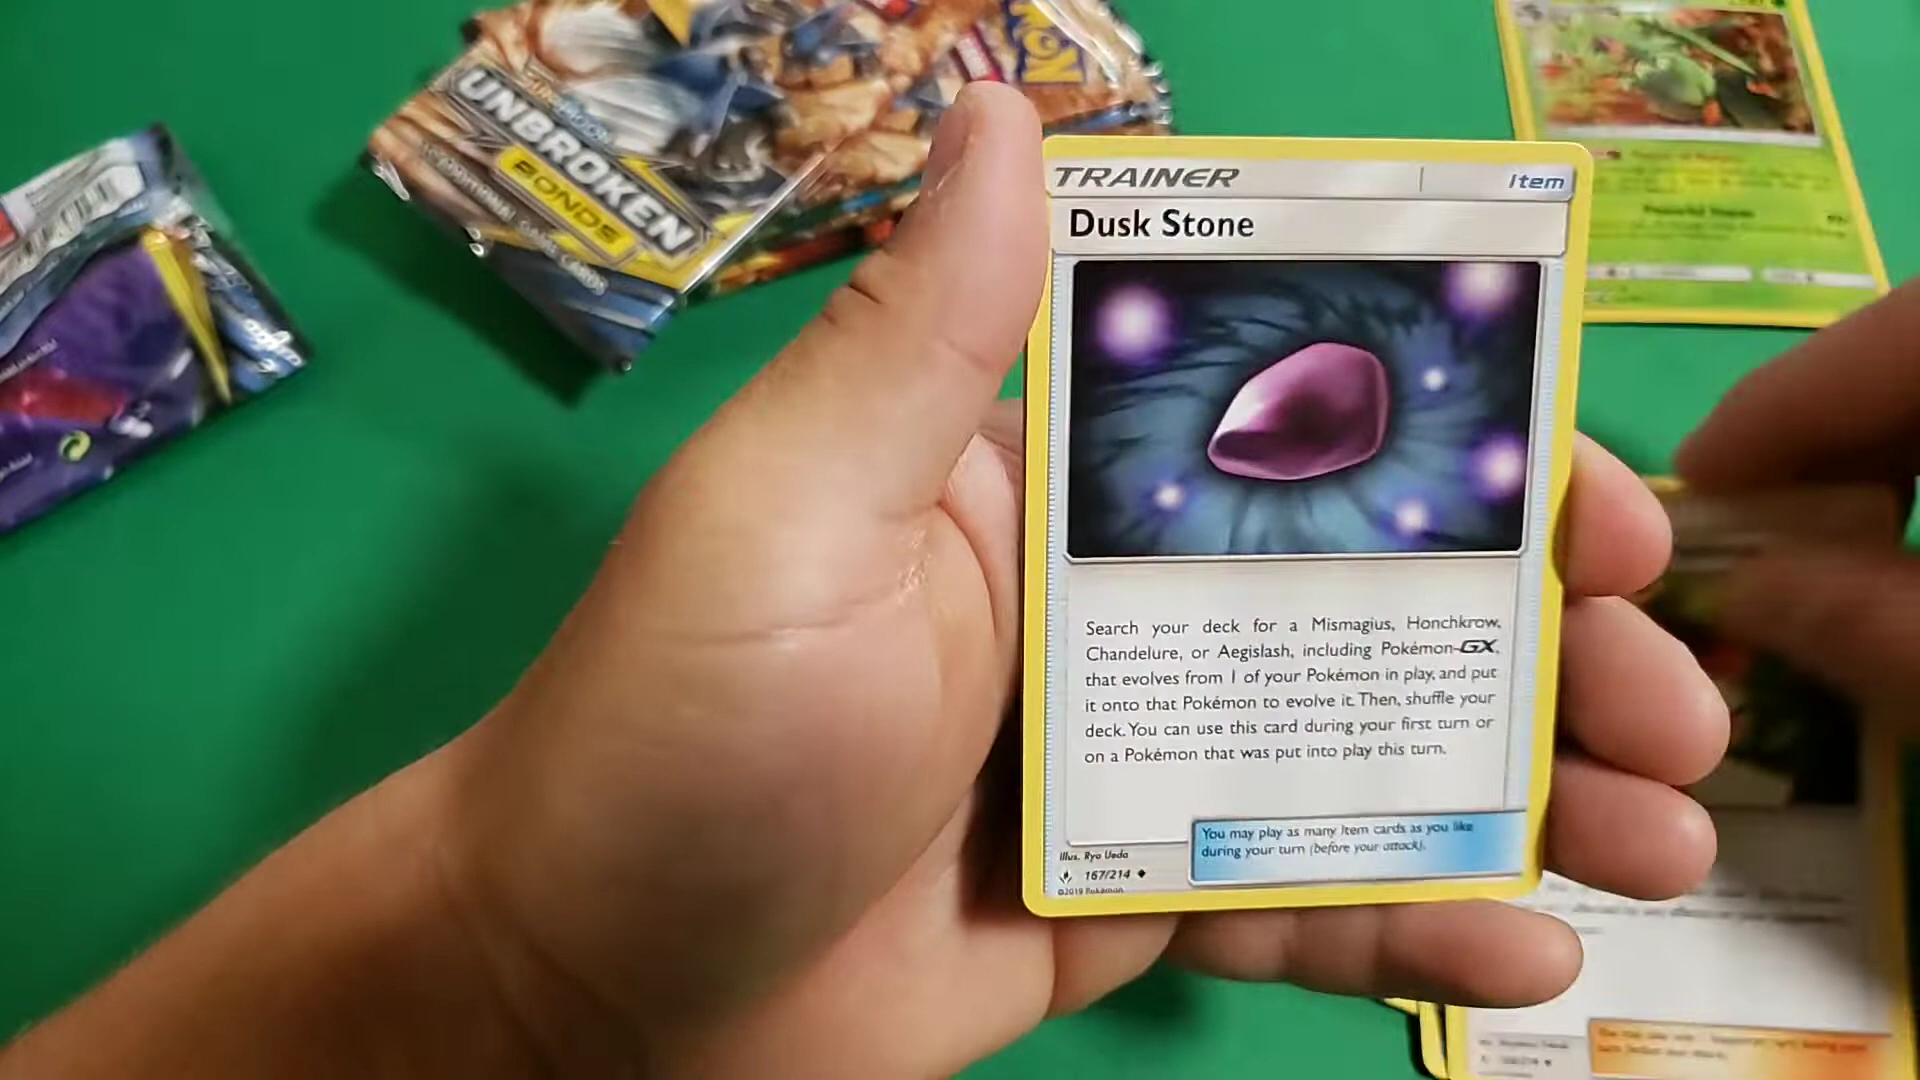 UNBROKEN
BONDS
TRAINER
Item
Dusk Stone
Search your deck for a Mismagius, Honchkrow,
Chandelure, or Aegislash, including Pokémon-GX,
that evolves from 1 of your Pokémon in play, and put
it onto that Pokémon to evolve it. Then, shuffle your
deck. You can use this card during your first turn or
on a Pokémon that was put into play this turn.
You may play as many Item cards as you like
during your turn (before your attack).
Illus. Ryo Ueda
167/214
©2019 Pokémon